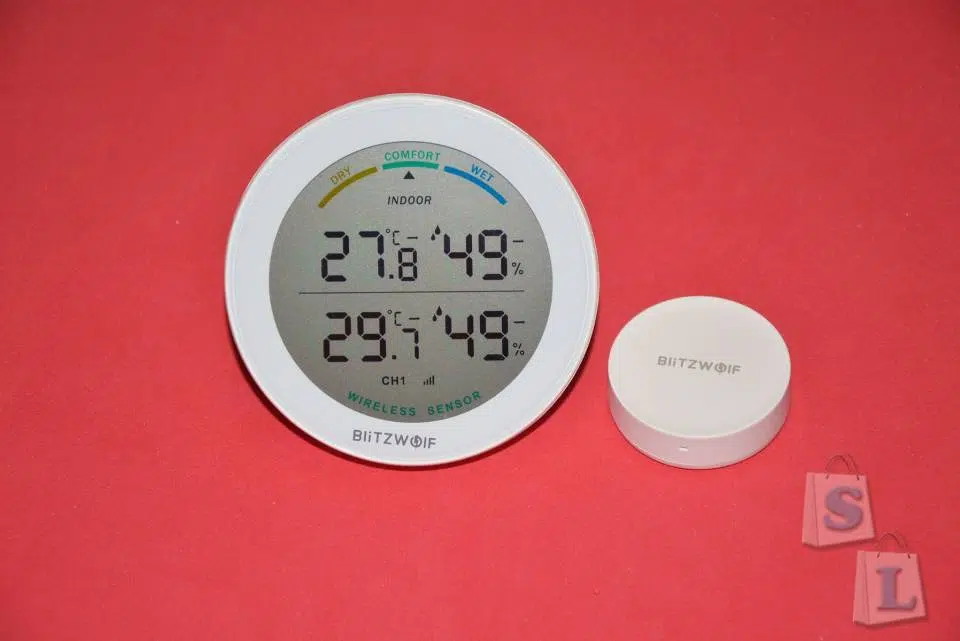 DRY COMFORT WET
INDOOR
27.8 °C 49 %
29.7 °C 49 %
CH1
WIRELESS SENSOR
BLiTZWOLF
BLiTZWOLF
S
L